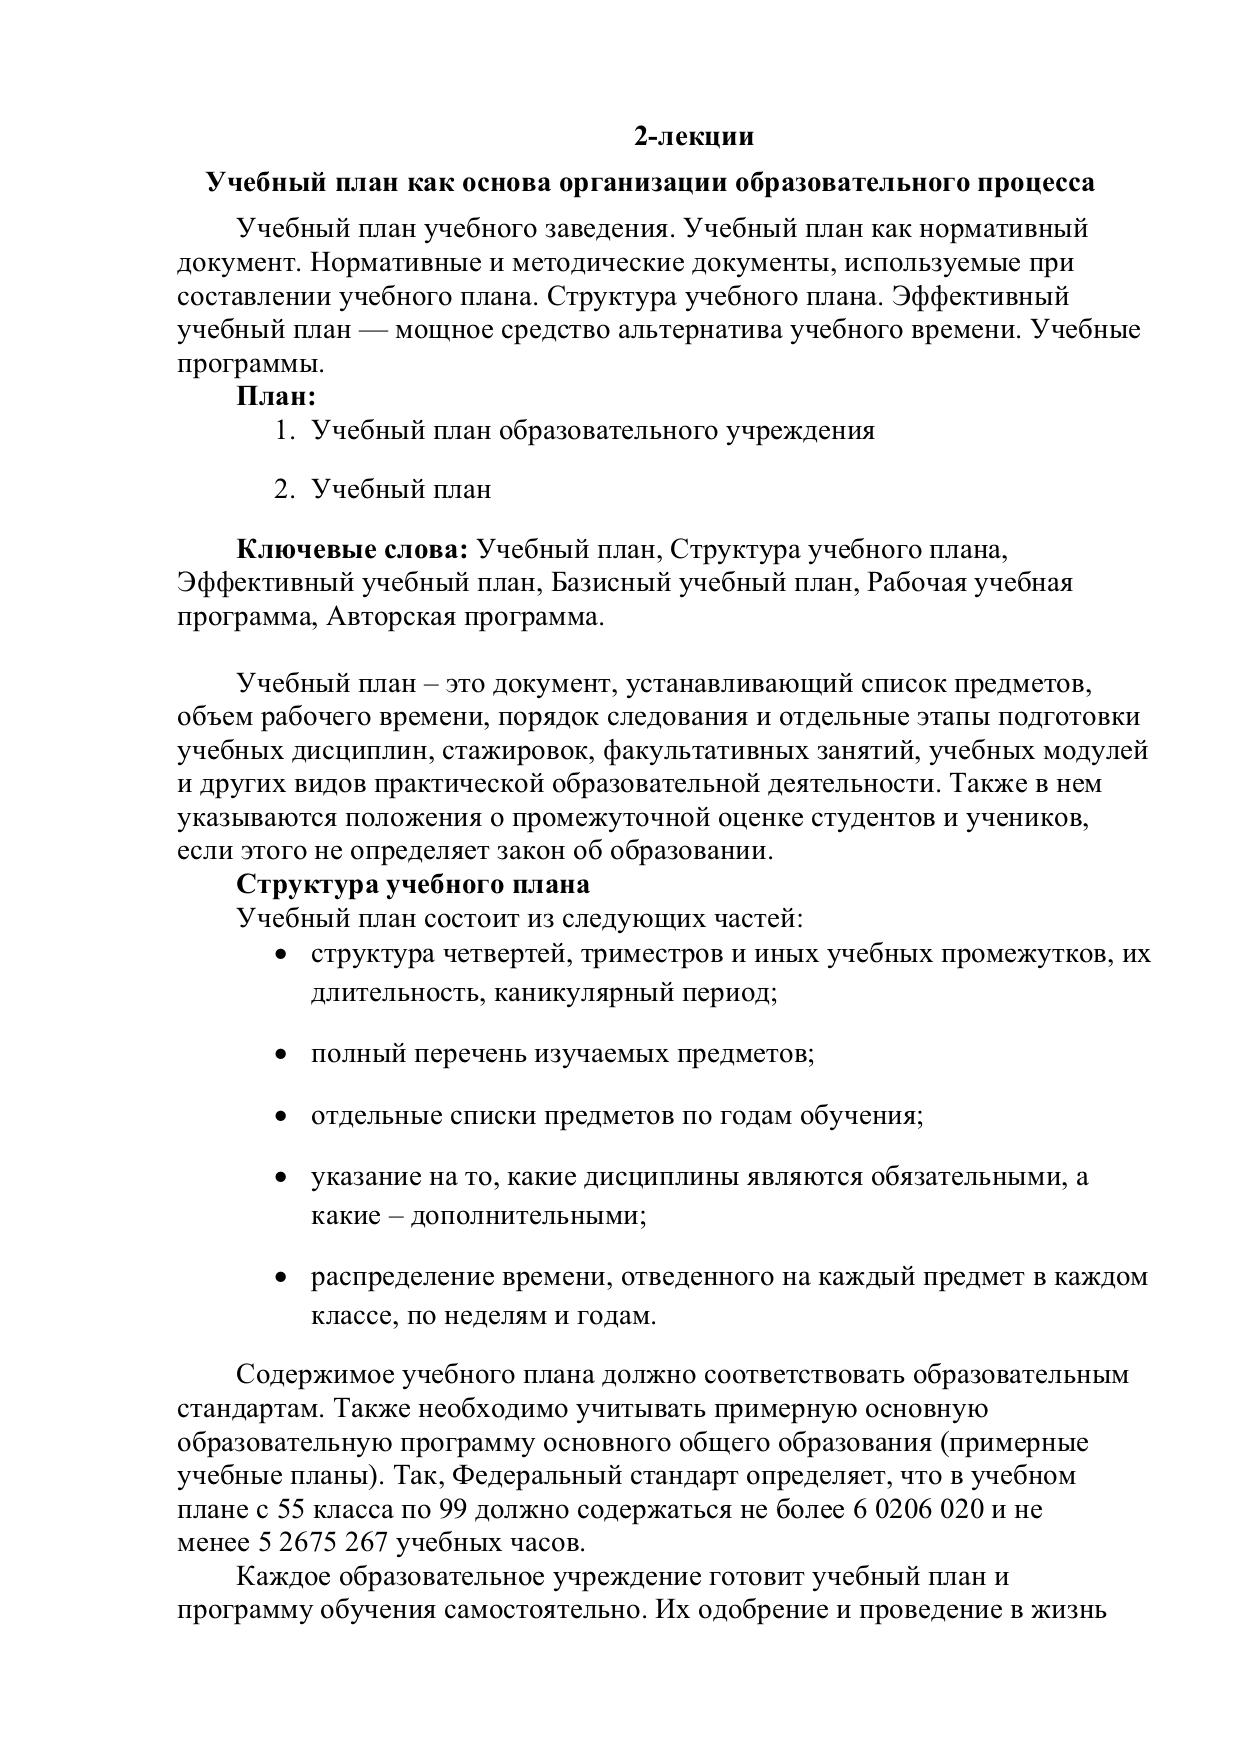 2-лекции
Учебный план как основа организации образовательного процесса
Учебный план учебного заведения. Учебный план как нормативный
документ. Нормативные и методические документы, используемые при
составлении учебного плана. Структура учебного плана. Эффективный
учебный план — мощное средство альтернатива учебного времени. Учебные
программы.
План:
1. Учебный план образовательного учреждения
2. Учебный план
Ключевые слова: Учебный план, Структура учебного плана,
Эффективный учебный план, Базисный учебный план, Рабочая учебная
программа, Авторская программа.
Учебный план – это документ, устанавливающий список предметов,
объем рабочего времени, порядок следования и отдельные этапы подготовки
учебных дисциплин, стажировок, факультативных занятий, учебных модулей
и других видов практической образовательной деятельности. Также в нем
указываются положения о промежуточной оценке студентов и учеников,
если этого не определяет закон об образовании.
Структура учебного плана
Учебный план состоит из следующих частей:
• структура четвертей, триместров и иных учебных промежутков, их
длительность, каникулярный период;
• полный перечень изучаемых предметов;
• отдельные списки предметов по годам обучения;
• указание на то, какие дисциплины являются обязательными, а
какие – дополнительными;
• распределение времени, отведенного на каждый предмет в каждом
классе, по неделям и годам.
Содержимое учебного плана должно соответствовать образовательным
стандартам. Также необходимо учитывать примерную основную
образовательную программу основного общего образования (примерные
учебные планы). Так, Федеральный стандарт определяет, что в учебном
плане с 55 класса по 99 должно содержаться не более 6 0206 020 и не
менее 5 2675 267 учебных часов.
Каждое образовательное учреждение готовит учебный план и
программу обучения самостоятельно. Их одобрение и проведение в жизнь